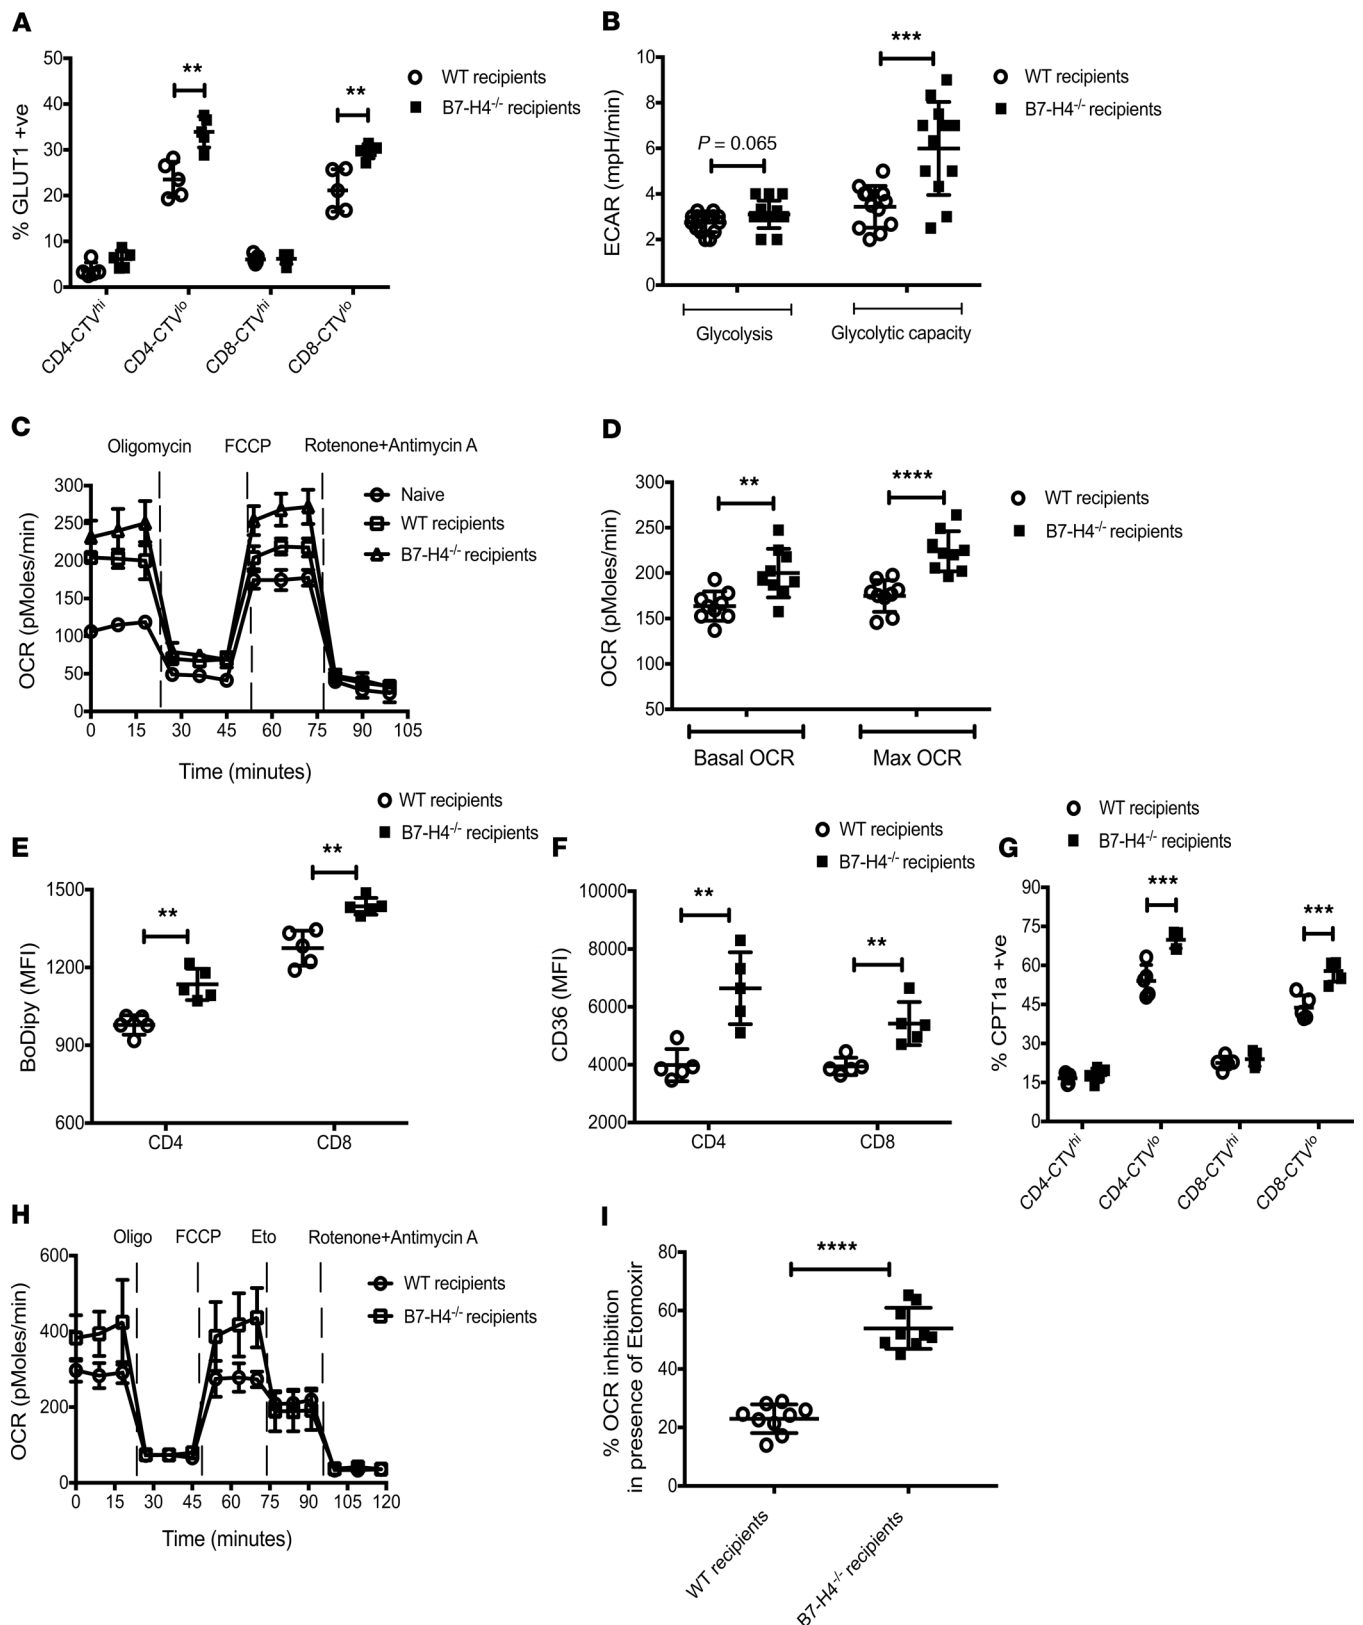 A
50
40
30
20
10
0
% GLUT1 +ve
**
**
WT recipients
B7-H4-/- recipients
CD4-CTVhi
CD4-CTVlo
CD8-CTVhi
CD8-CTVlo
B
10
8
6
4
2
0
ECAR (mpH/min)
P = 0.065
***
WT recipients
B7-H4-/- recipients
Glycolysis
Glycolytic capacity
C
Oligomycin
FCCP
Rotenone+Antimycin A
300
250
200
150
100
50
0
OCR (pMoles/min)
Naive
WT recipients
B7-H4-/- recipients
0 15 30 45 60 75 90 105
Time (minutes)
D
300
250
200
150
100
50
OCR (pMoles/min)
**
****
WT recipients
B7-H4-/- recipients
Basal OCR
Max OCR
E
WT recipients
B7-H4-/- recipients
1500
1200
900
600
BoDipy (MFI)
**
**
CD4
CD8
F
WT recipients
B7-H4-/- recipients
10000
8000
6000
4000
2000
CD36 (MFI)
**
**
CD4
CD8
G
WT recipients
B7-H4-/- recipients
90
75
60
45
30
15
0
% CPT1a +ve
***
***
CD4-CTVhi
CD4-CTVlo
CD8-CTVhi
CD8-CTVlo
H
Oligo
FCCP
Eto
Rotenone+Antimycin A
600
400
200
0
OCR (pMoles/min)
WT recipients
B7-H4-/- recipients
0 15 30 45 60 75 90 105 120
Time (minutes)
I
80
60
40
20
0
% OCR inhibition
in presence of Etomoxir
****
WT recipients
B7-H4-/- recipients